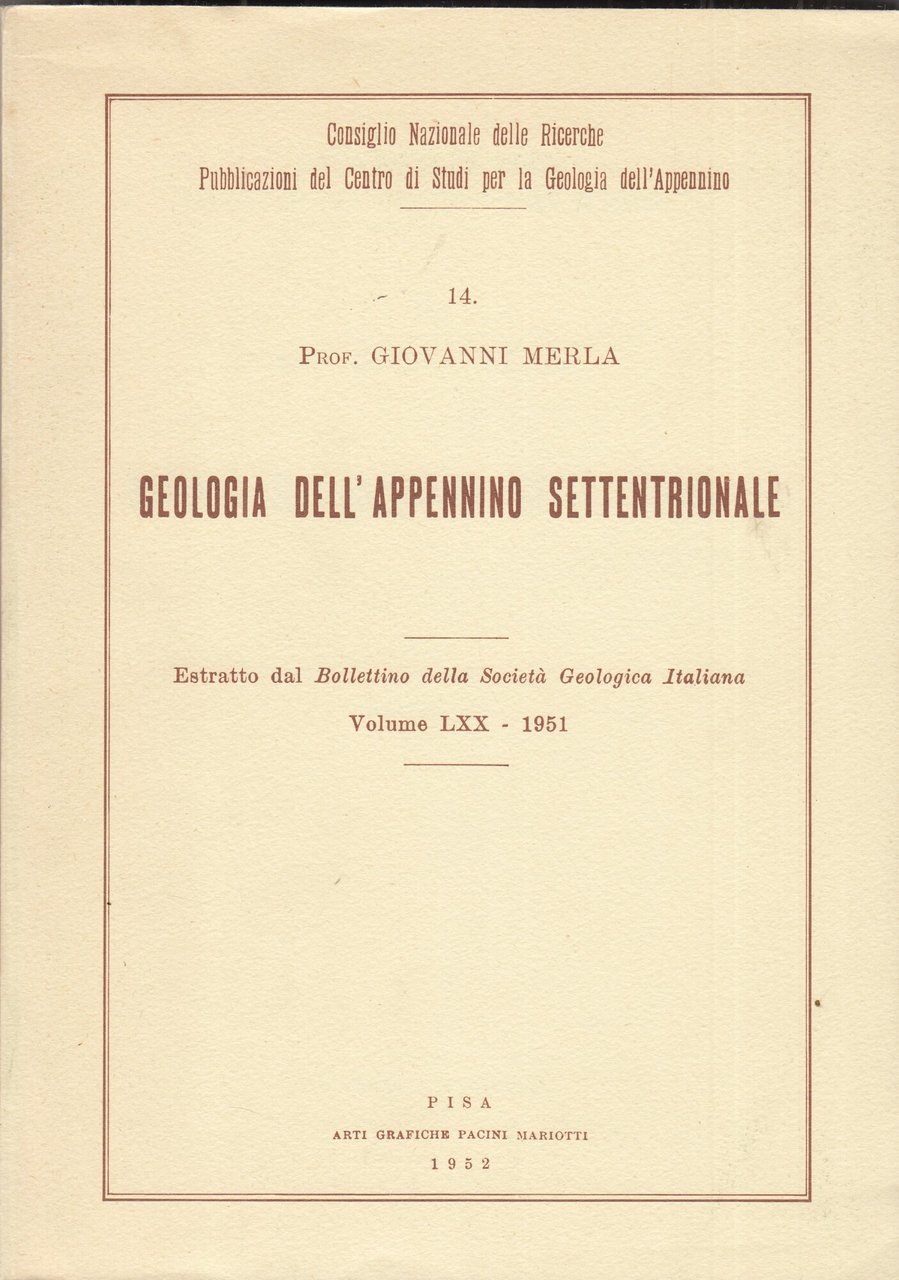 Consiglio Nazionale delle Ricerche
Pubblicazioni del Centro di Studi per la Geologia dell'Appennino
14.
Prof. GIOVANNI MERLA
GEOLOGIA DELL'APPENNINO SETTENTRIONALE
Estratto dal Bollettino della Società Geologica Italiana
Volume LXX - 1951
PISA
ARTI GRAFICHE PACINI MARIOTTI
1952